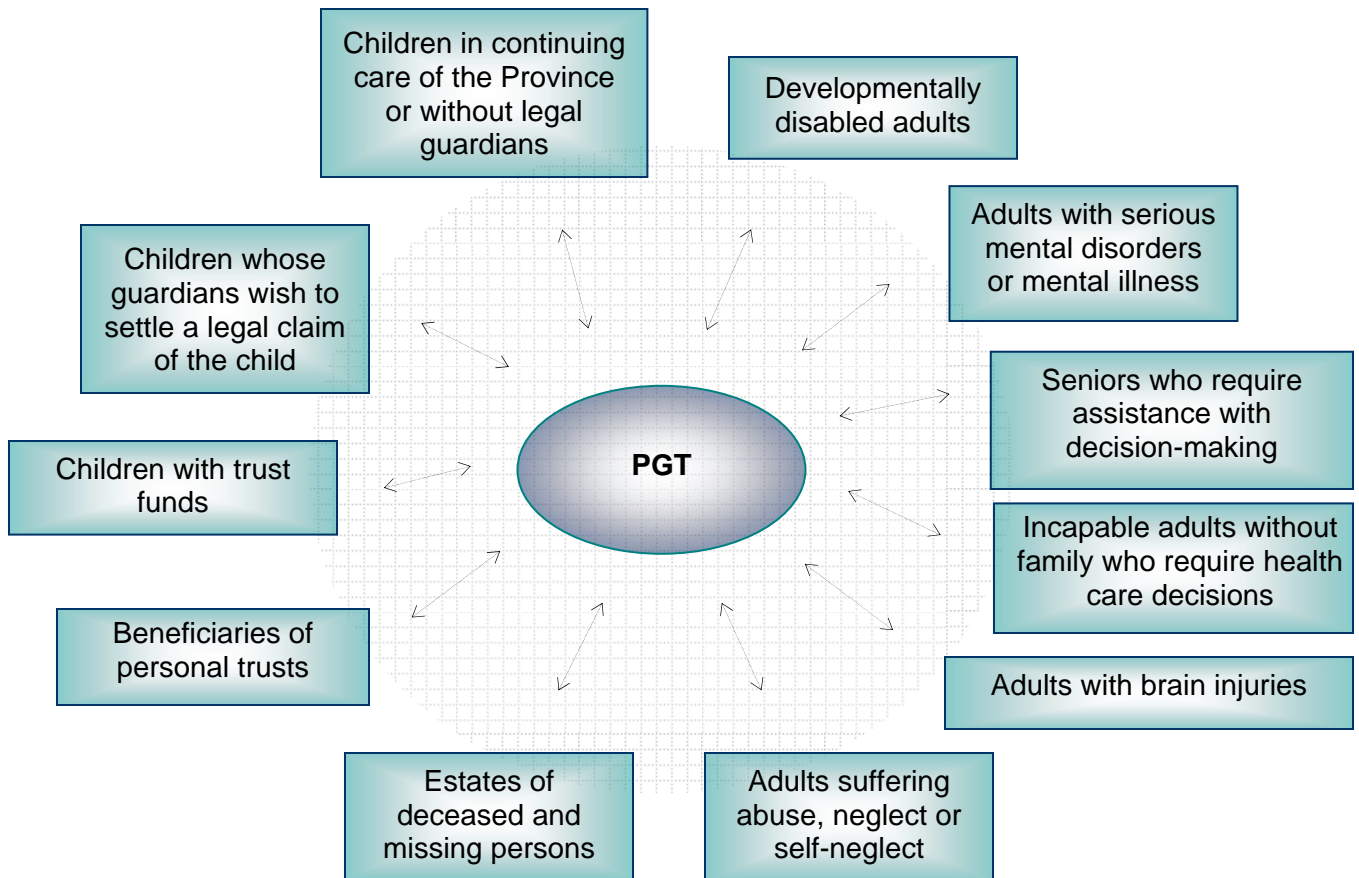 Children in continuing
care of the Province
or without legal
guardians
Developmentally
disabled adults
Adults with serious
mental disorders
or mental illness
Children whose
guardians wish to
settle a legal claim
of the child
Seniors who require
assistance with
decision-making
PGT
Children with trust
funds
Incapable adults without
family who require health
care decisions
Beneficiaries of
personal trusts
Adults with brain injuries
Estates of
deceased and
missing persons
Adults suffering
abuse, neglect or
self-neglect